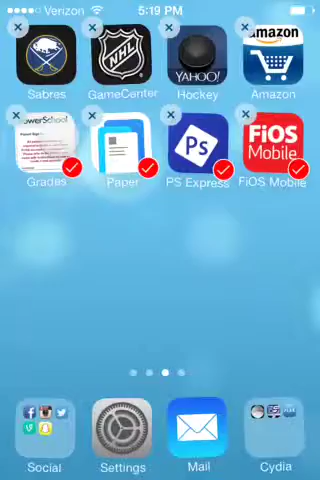 Verizon 5:19 PM
NHL
YAHOO!
amazon
Sabres GameCenter Hockey Amazon
PowerSchool
Ps
FiOS
Mobile
Grades Paper PS Express FiOS Mobile
Social Settings Mail Cydia